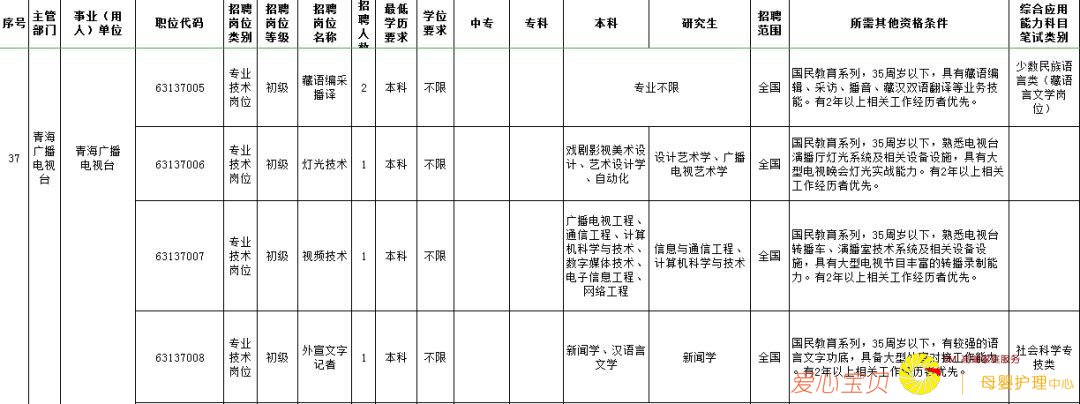 序号
主管部门
事业（用人）单位
职位代码
招聘岗位类别
招聘岗位等级
招聘岗位名称
招聘人数
最低学历要求
学位要求
中专
专科
本科
研究生
招聘范围
所需其他资格条件
综合应用能力科目笔试类别
37
青海广播电视台
青海广播电视台
63137005
专业技术岗位
初级
藏语编采播译
2
本科
不限
专业不限
全国
国民教育系列，35周岁以下，具有藏语编
辑、采访、播音、藏汉双语翻译等业务技
能。有2年以上相关工作经历者优先。
少数民族语
言类（藏语
言文学岗
位）
63137006
专业技术岗位
初级
灯光技术
1
本科
不限
戏剧影视美术设
计、艺术设计学
、自动化
设计艺术学、广播
电视艺术学
全国
国民教育系列，35周岁以下，熟悉电视台
演播厅灯光系统及相关设备设施，具有大
型电视晚会灯光实战能力。有2年以上相关
工作经历者优先。
63137007
专业技术岗位
初级
视频技术
1
本科
不限
广播电视工程、
通信工程、计算
机科学与技术、
数字媒体技术、
电子信息工程、
网络工程
信息与通信工程、
计算机科学与技术
全国
国民教育系列，35周岁以下，熟悉电视台
转播车、演播室技术系统及相关设备设
施，具有大型电视节目丰富的转播录制能
力。有2年以上相关工作经历者优先。
63137008
专业技术岗位
初级
外宣文字记者
1
本科
不限
新闻学、汉语言
文学
新闻学
全国
国民教育系列，35周岁以下，有较强的语
言文字功底，具备大型
对接工作能力
。有2年以上相关工作经历者优先。
社会科学专
技类
爱心宝贝
母婴护理中心